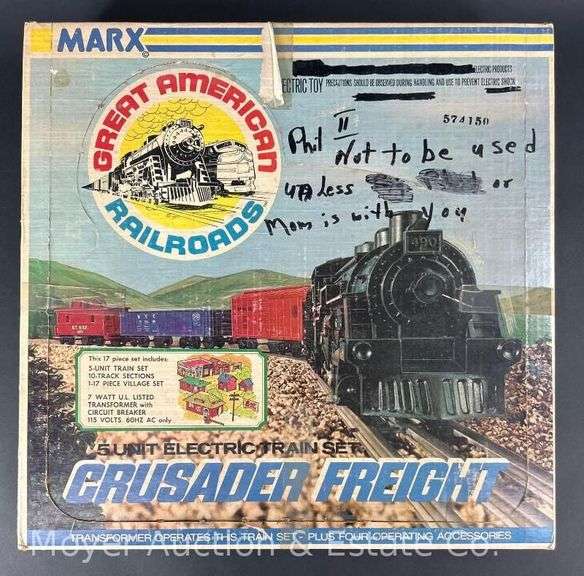 MARX©
GREAT AMERICAN
RAILROADS
ELECTRIC PRODUCTS
ECTRIC TOY PRECAUTIONS SHOULD BE OBSERVED DURING HANDLING AND USE TO PREVENT ELECTRIC SHOCK
574150
Phil II
Not to be used
unless or
Mom is with you
490
This 17 piece set includes:
5-UNIT TRAIN SET
10-TRACK SECTIONS
1-17 PIECE VILLAGE SET
7 WATT U.L. LISTED
TRANSFORMER with
CIRCUIT BREAKER
115 VOLTS 60HZ AC only
5 UNIT ELECTRIC TRAIN SET
CRUSADER FREIGHT
TRANSFORMER OPERATES THIS TRAIN SET - PLUS FOUR OPERATING ACCESSORIES
Moyer Auction & Estate Co.